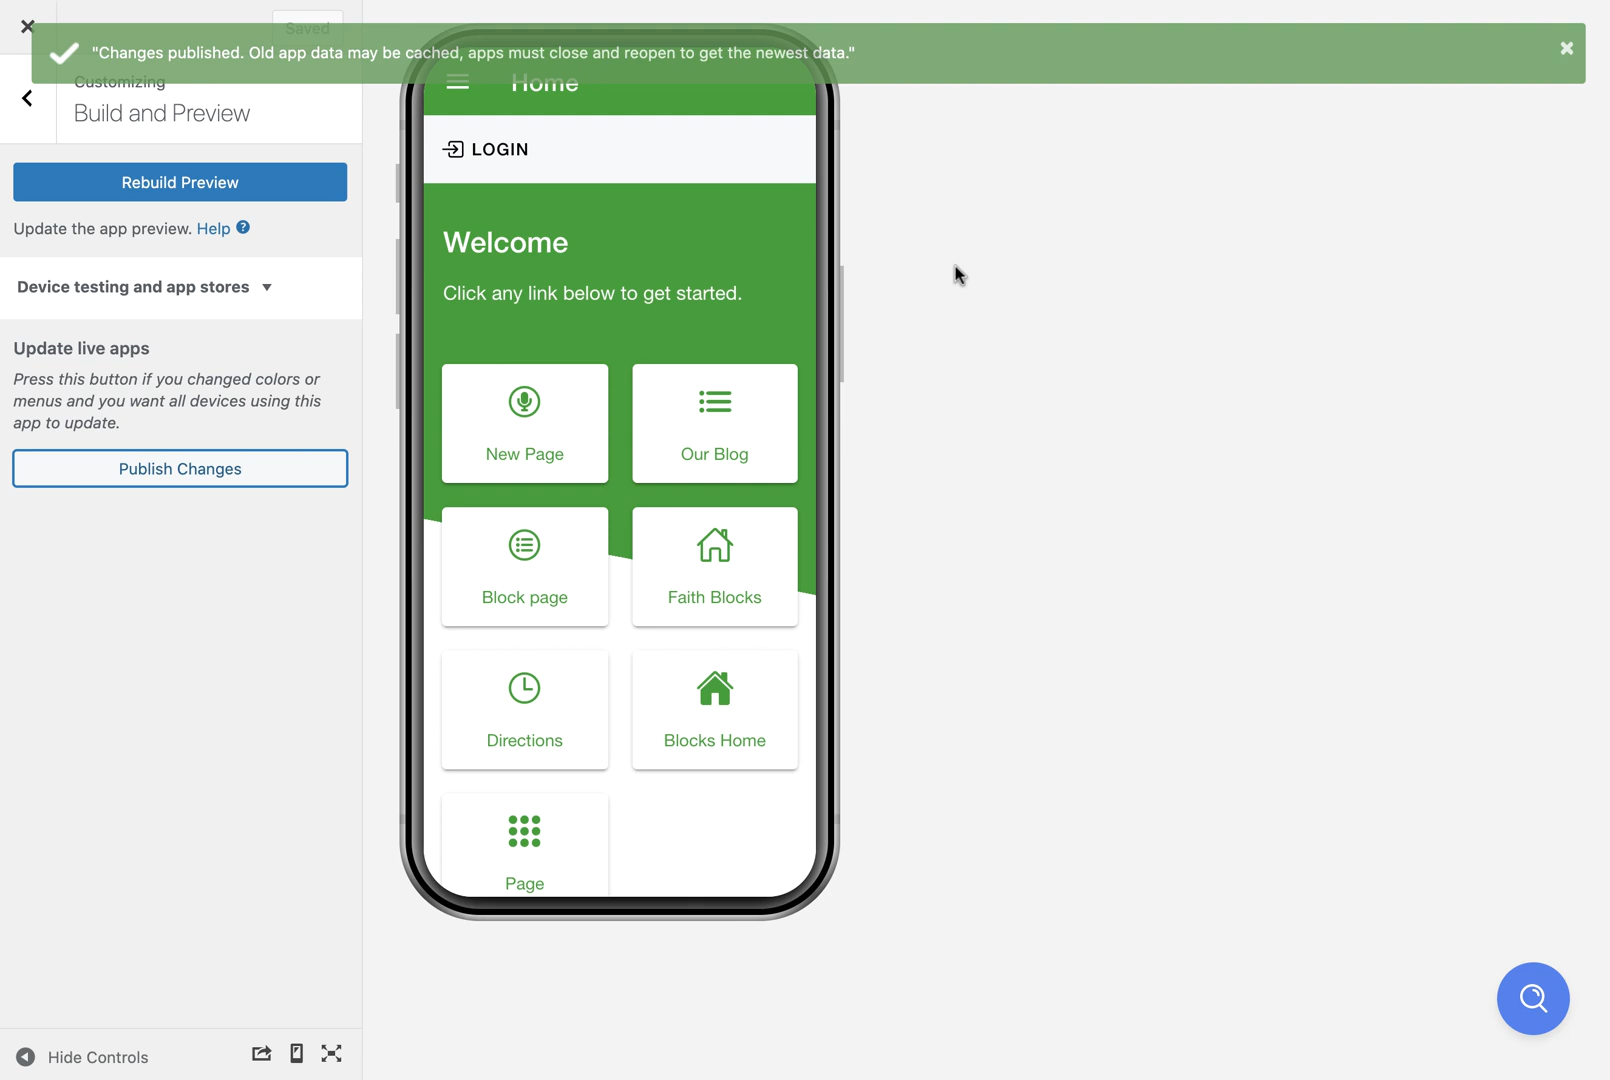 Saved
"Changes published. Old app data may be cached, apps must close and reopen to get the newest data."
Customizing
Build and Preview
Rebuild Preview
Update the app preview. Help
Device testing and app stores
Update live apps
Press this button if you changed colors or
menus and you want all devices using this
app to update.
Publish Changes
Hide Controls
Home
LOGIN
Welcome
Click any link below to get started.
New Page
Our Blog
Block page
Faith Blocks
Directions
Blocks Home
Page